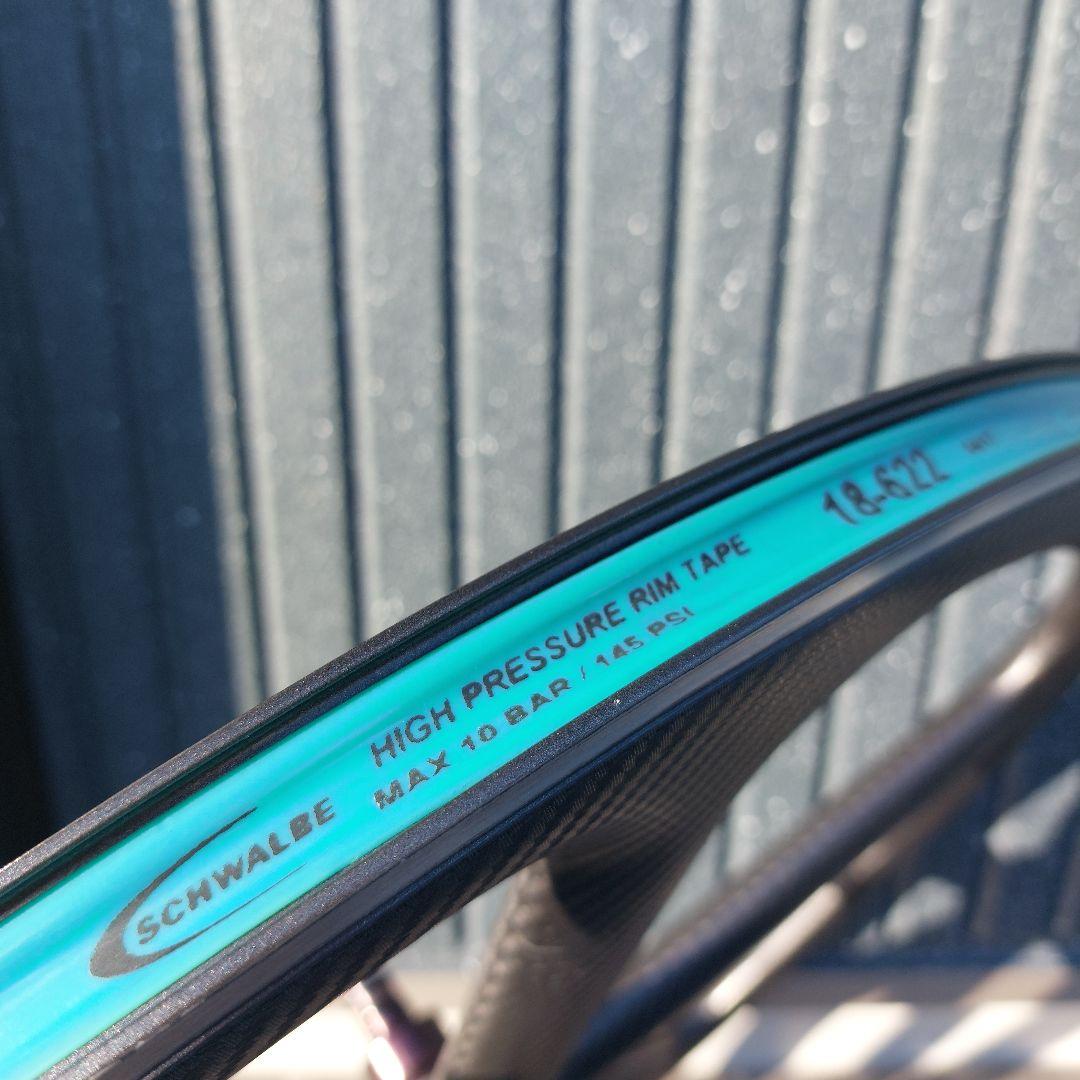 SCHWALBE
HIGH PRESSURE RIM TAPE
MAX 10 BAR / 145 PSI
18-622